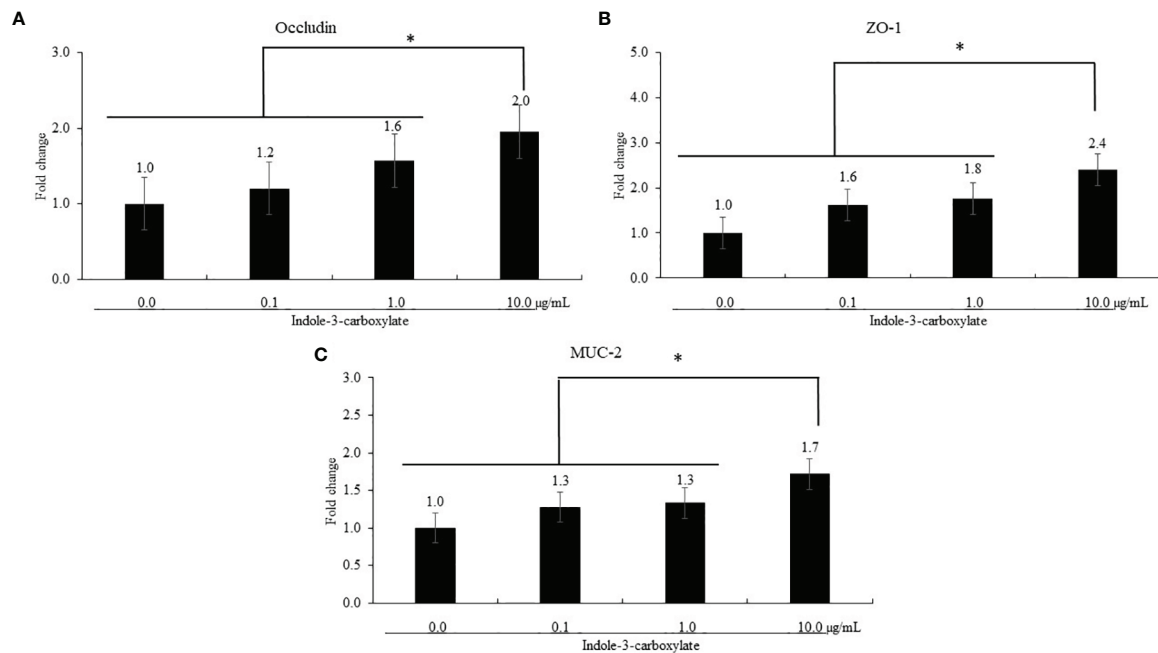 A
Occludin
*
3.0
2.0
1.0
0.0
Fold change
1.0
1.2
1.6
2.0
0.0 0.1 1.0 10.0 µg/mL
Indole-3-carboxylate
B
ZO-1
*
5.0
4.0
3.0
2.0
1.0
0.0
Fold change
1.0
1.6
1.8
2.4
0.0 0.1 1.0 10.0 µg/mL
Indole-3-carboxylate
C
MUC-2
*
3.0
2.5
2.0
1.5
1.0
0.5
0.0
Fold change
1.0
1.3
1.3
1.7
0.0 0.1 1.0 10.0 µg/mL
Indole-3-carboxylate